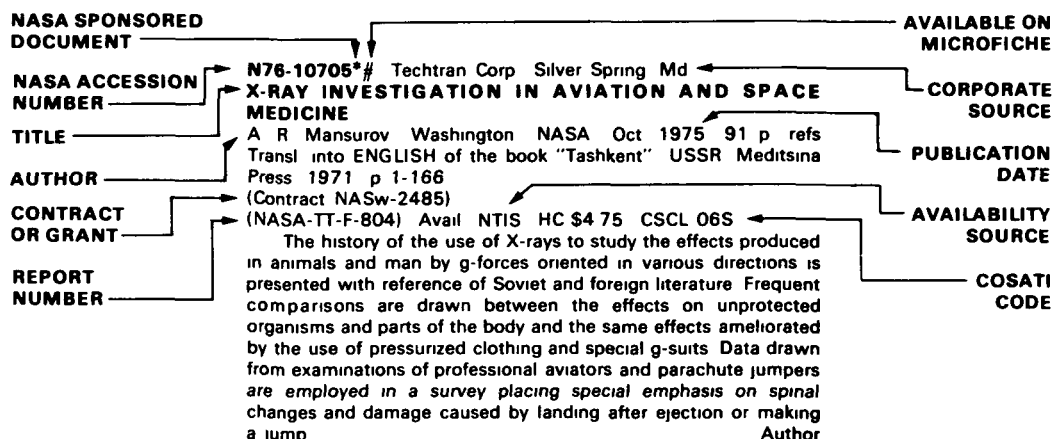 NASA SPONSORED
DOCUMENT
NASA ACCESSION
NUMBER
TITLE
AUTHOR
CONTRACT
OR GRANT
REPORT
NUMBER
N76-10705*# Techtran Corp Silver Spring Md
X-RAY INVESTIGATION IN AVIATION AND SPACE
MEDICINE
A R Mansurov Washington NASA Oct 1975 91 p refs
Transl into ENGLISH of the book "Tashkent" USSR Meditsina
Press 1971 p 1-166
(Contract NASw-2485)
(NASA-TT-F-804) Avail NTIS HC $4 75 CSCL 06S
The history of the use of X-rays to study the effects produced
in animals and man by g-forces oriented in various directions is
presented with reference of Soviet and foreign literature Frequent
comparisons are drawn between the effects on unprotected
organisms and parts of the body and the same effects ameliorated
by the use of pressurized clothing and special g-suits Data drawn
from examinations of professional aviators and parachute jumpers
are employed in a survey placing special emphasis on spinal
changes and damage caused by landing after ejection or making
a jump Author
AVAILABLE ON
MICROFICHE
CORPORATE
SOURCE
PUBLICATION
DATE
AVAILABILITY
SOURCE
COSATI
CODE